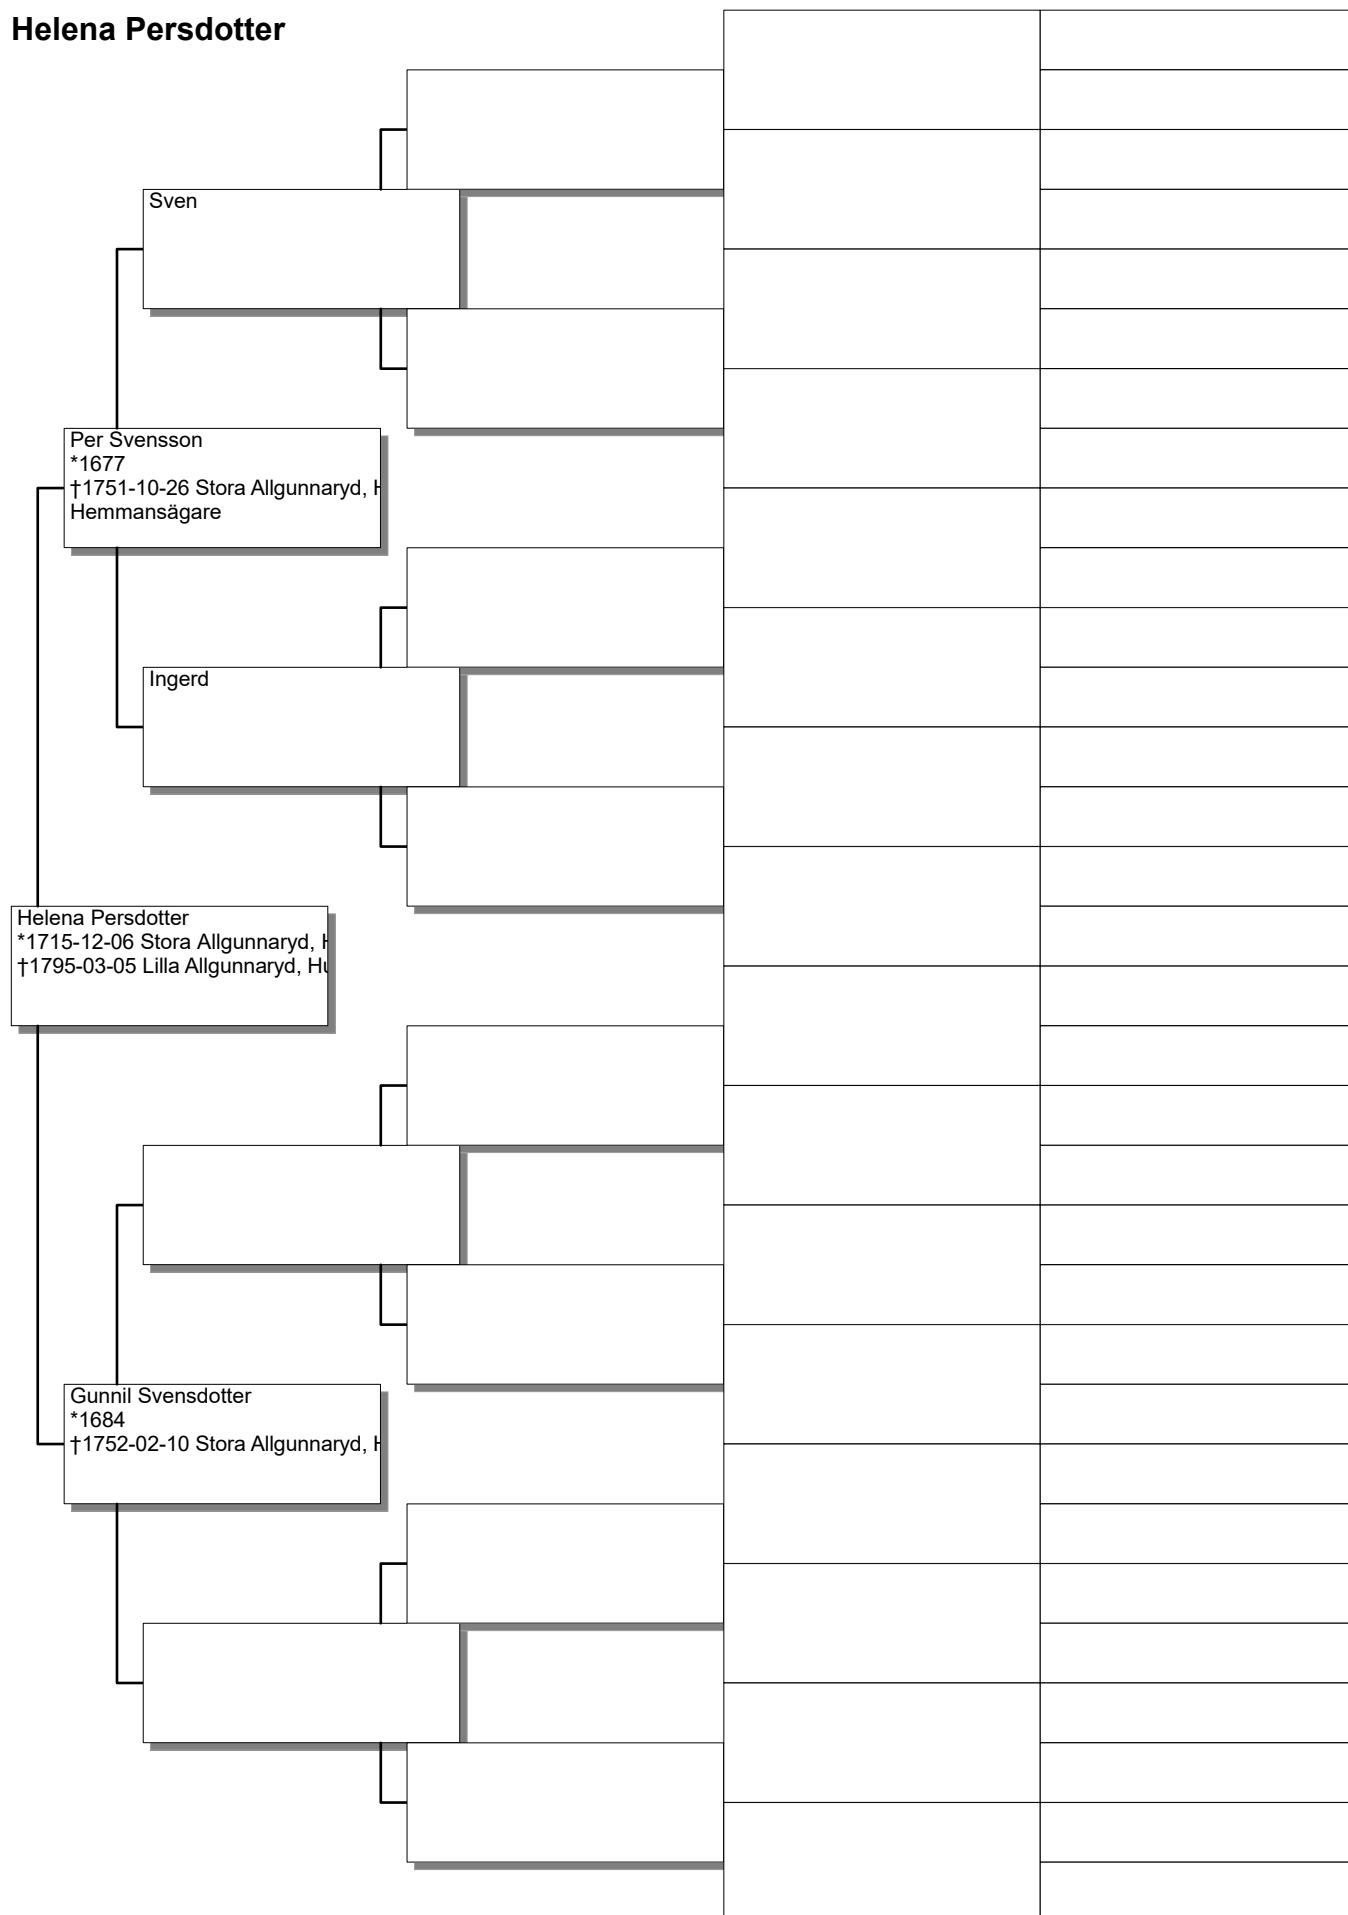 Helena Persdotter
Sven
Per Svensson
*1677
†1751-10-26 Stora Allgunnaryd,
Hemmansägare
Ingerd
Helena Persdotter
*1715-12-06 Stora Allgunnaryd,
†1795-03-05 Lilla Allgunnaryd,
Gunnil Svensdotter
*1684
†1752-02-10 Stora Allgunnaryd,